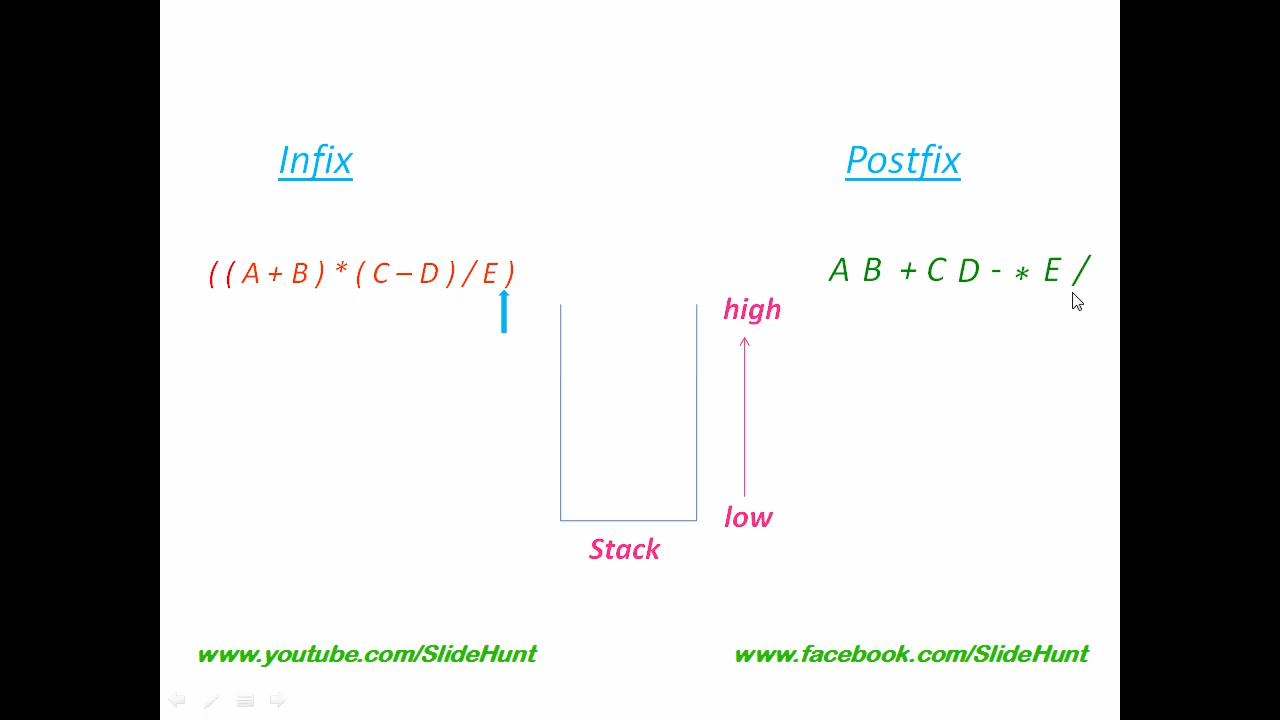 Infix Postfix
( ( A + B ) * ( C – D ) / E ) A B + C D - * E /
high
low
Stack
www.youtube.com/SlideHunt www.facebook.com/SlideHunt